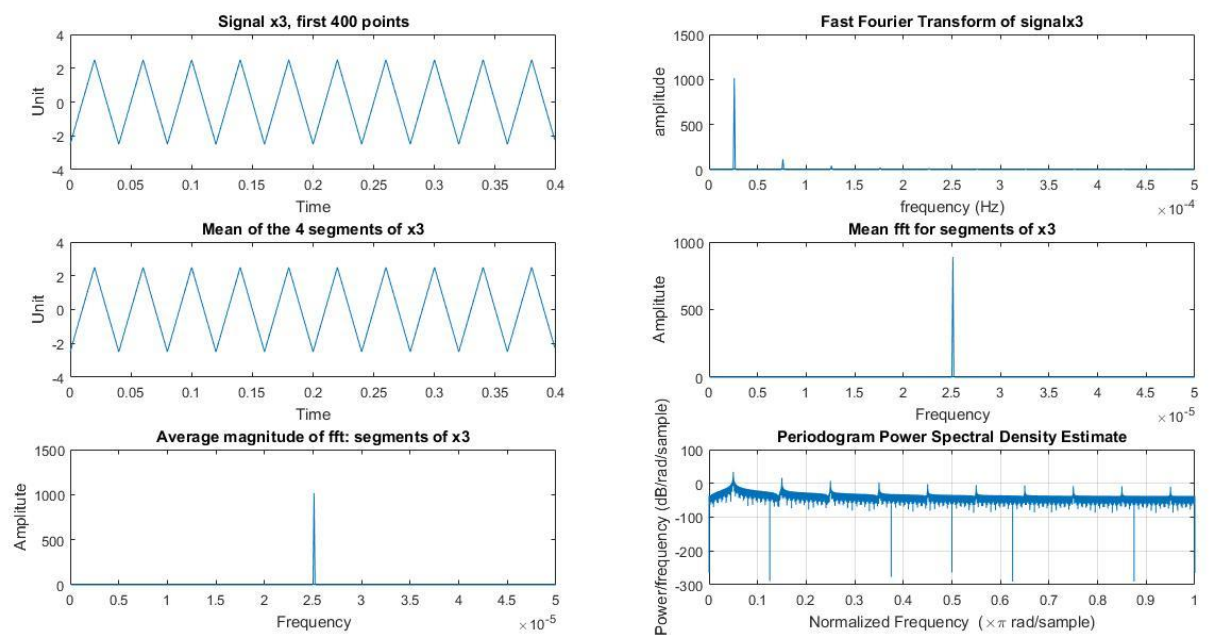 Signal x3, first 400 points
4
2
0
-2
-4
Unit
0 0.05 0.1 0.15 0.2 0.25 0.3 0.35 0.4
Time
Fast Fourier Transform of signalx3
1500
1000
500
0
amplitude
0 0.5 1 1.5 2 2.5 3 3.5 4 4.5 5
frequency (Hz)
×10-4
Mean of the 4 segments of x3
4
2
0
-2
-4
Unit
0 0.05 0.1 0.15 0.2 0.25 0.3 0.35 0.4
Time
Mean fft for segments of x3
1000
500
0
Amplitute
0 0.5 1 1.5 2 2.5 3 3.5 4 4.5 5
Frequency
×10-5
Average magnitude of fft: segments of x3
1500
1000
500
0
Amplitute
0 0.5 1 1.5 2 2.5 3 3.5 4 4.5 5
Frequency
×10-5
Periodogram Power Spectral Density Estimate
100
0
-100
-200
-300
Power/frequency (dB/rad/sample)
0 0.1 0.2 0.3 0.4 0.5 0.6 0.7 0.8 0.9 1
Normalized Frequency (×π rad/sample)